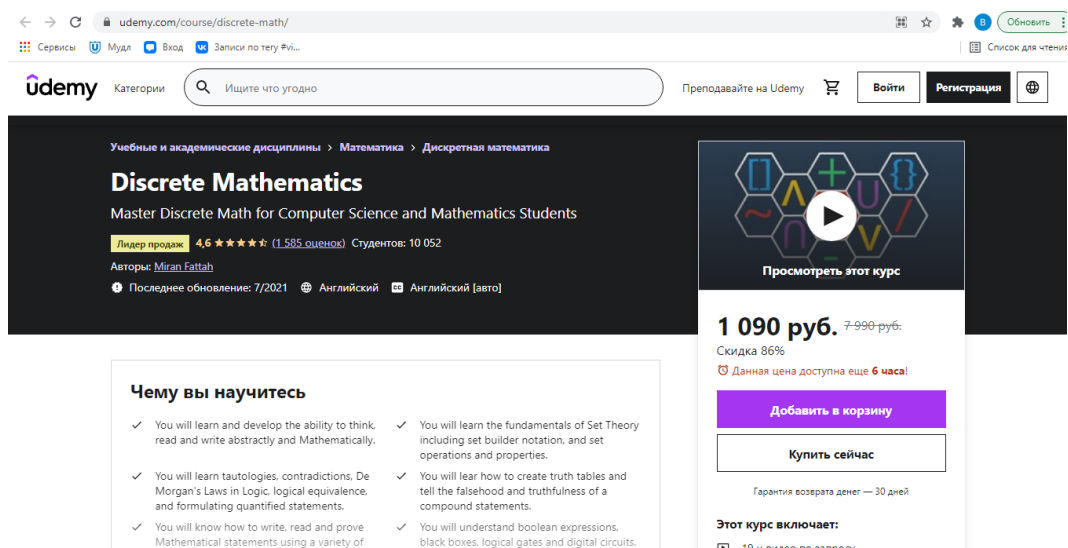 udemy.com/course/discrete-math/
Обновить
Сервисы Мудл Вход Записи по тегу #vi...
Список для чтения
ûdemy Категории Ищите что угодно Преподавайте на Udemy Войти Регистрация
Учебные и академические дисциплины > Математика > Дискретная математика
Discrete Mathematics
Master Discrete Math for Computer Science and Mathematics Students
Лидер продаж 4,6 (1 585 оценок) Студентов: 10 052
Авторы: Miran Fattah
Последнее обновление: 7/2021 Английский CC Английский [авто]
Просмотреть этот курс
1 090 руб. 7 990 руб.
Скидка 86%
Данная цена доступна еще 6 часа!
Добавить в корзину
Купить сейчас
Гарантия возврата денег — 30 дней
Этот курс включает:
19 ч видео по запросу
Чему вы научитесь
You will learn and develop the ability to think,
read and write abstractly and Mathematically.
You will learn the fundamentals of Set Theory
including set builder notation, and set
operations and properties.
You will learn tautologies, contradictions, De
Morgan's Laws in Logic, logical equivalence,
and formulating quantified statements.
You will lear how to create truth tables and
tell the falsehood and truthfulness of a
compound statements.
You will know how to write, read and prove
Mathematical statements using a variety of
You will understand boolean expressions,
black boxes, logical gates and digital circuits.